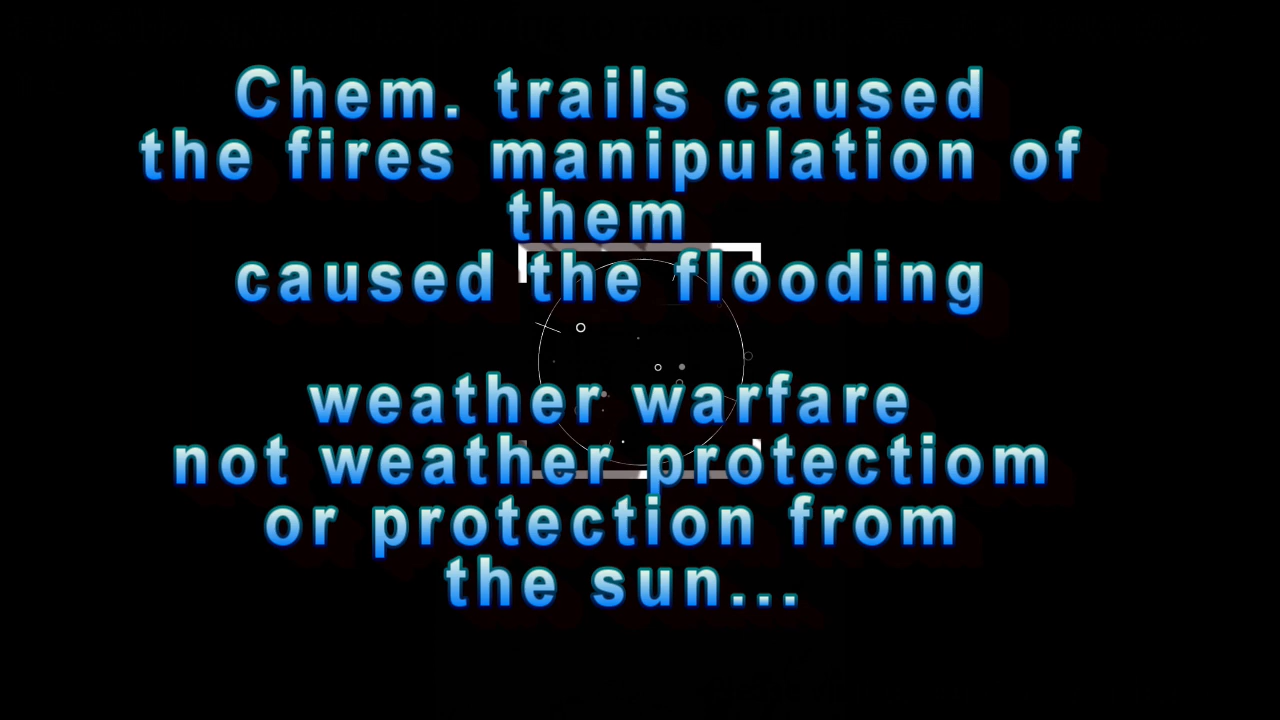 Chem. trails caused
the fires manipulation of
them
caused the flooding
weather warfare
not weather protectiom
or protection from
the sun...